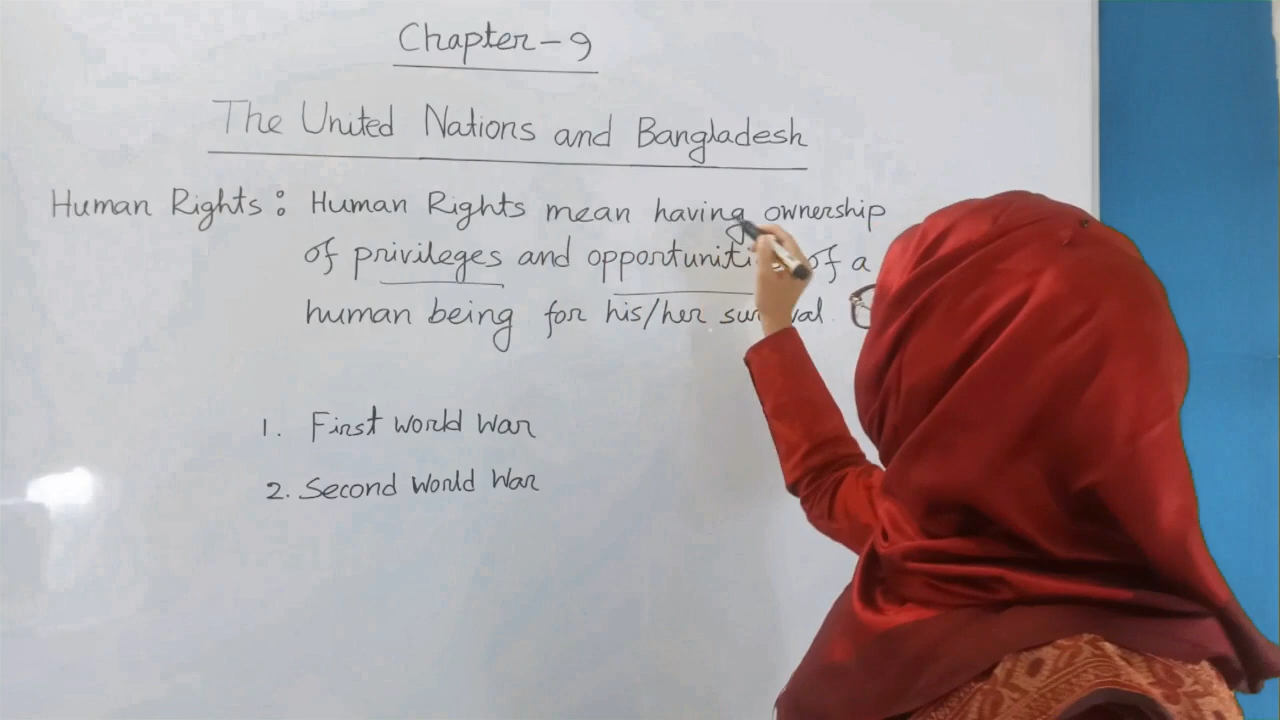 Chapter-9
The United Nations and Bangladesh
Human Rights: Human Rights mean having ownership
of privileges and of a
human being for his/her
1. First World War
2. Second World War